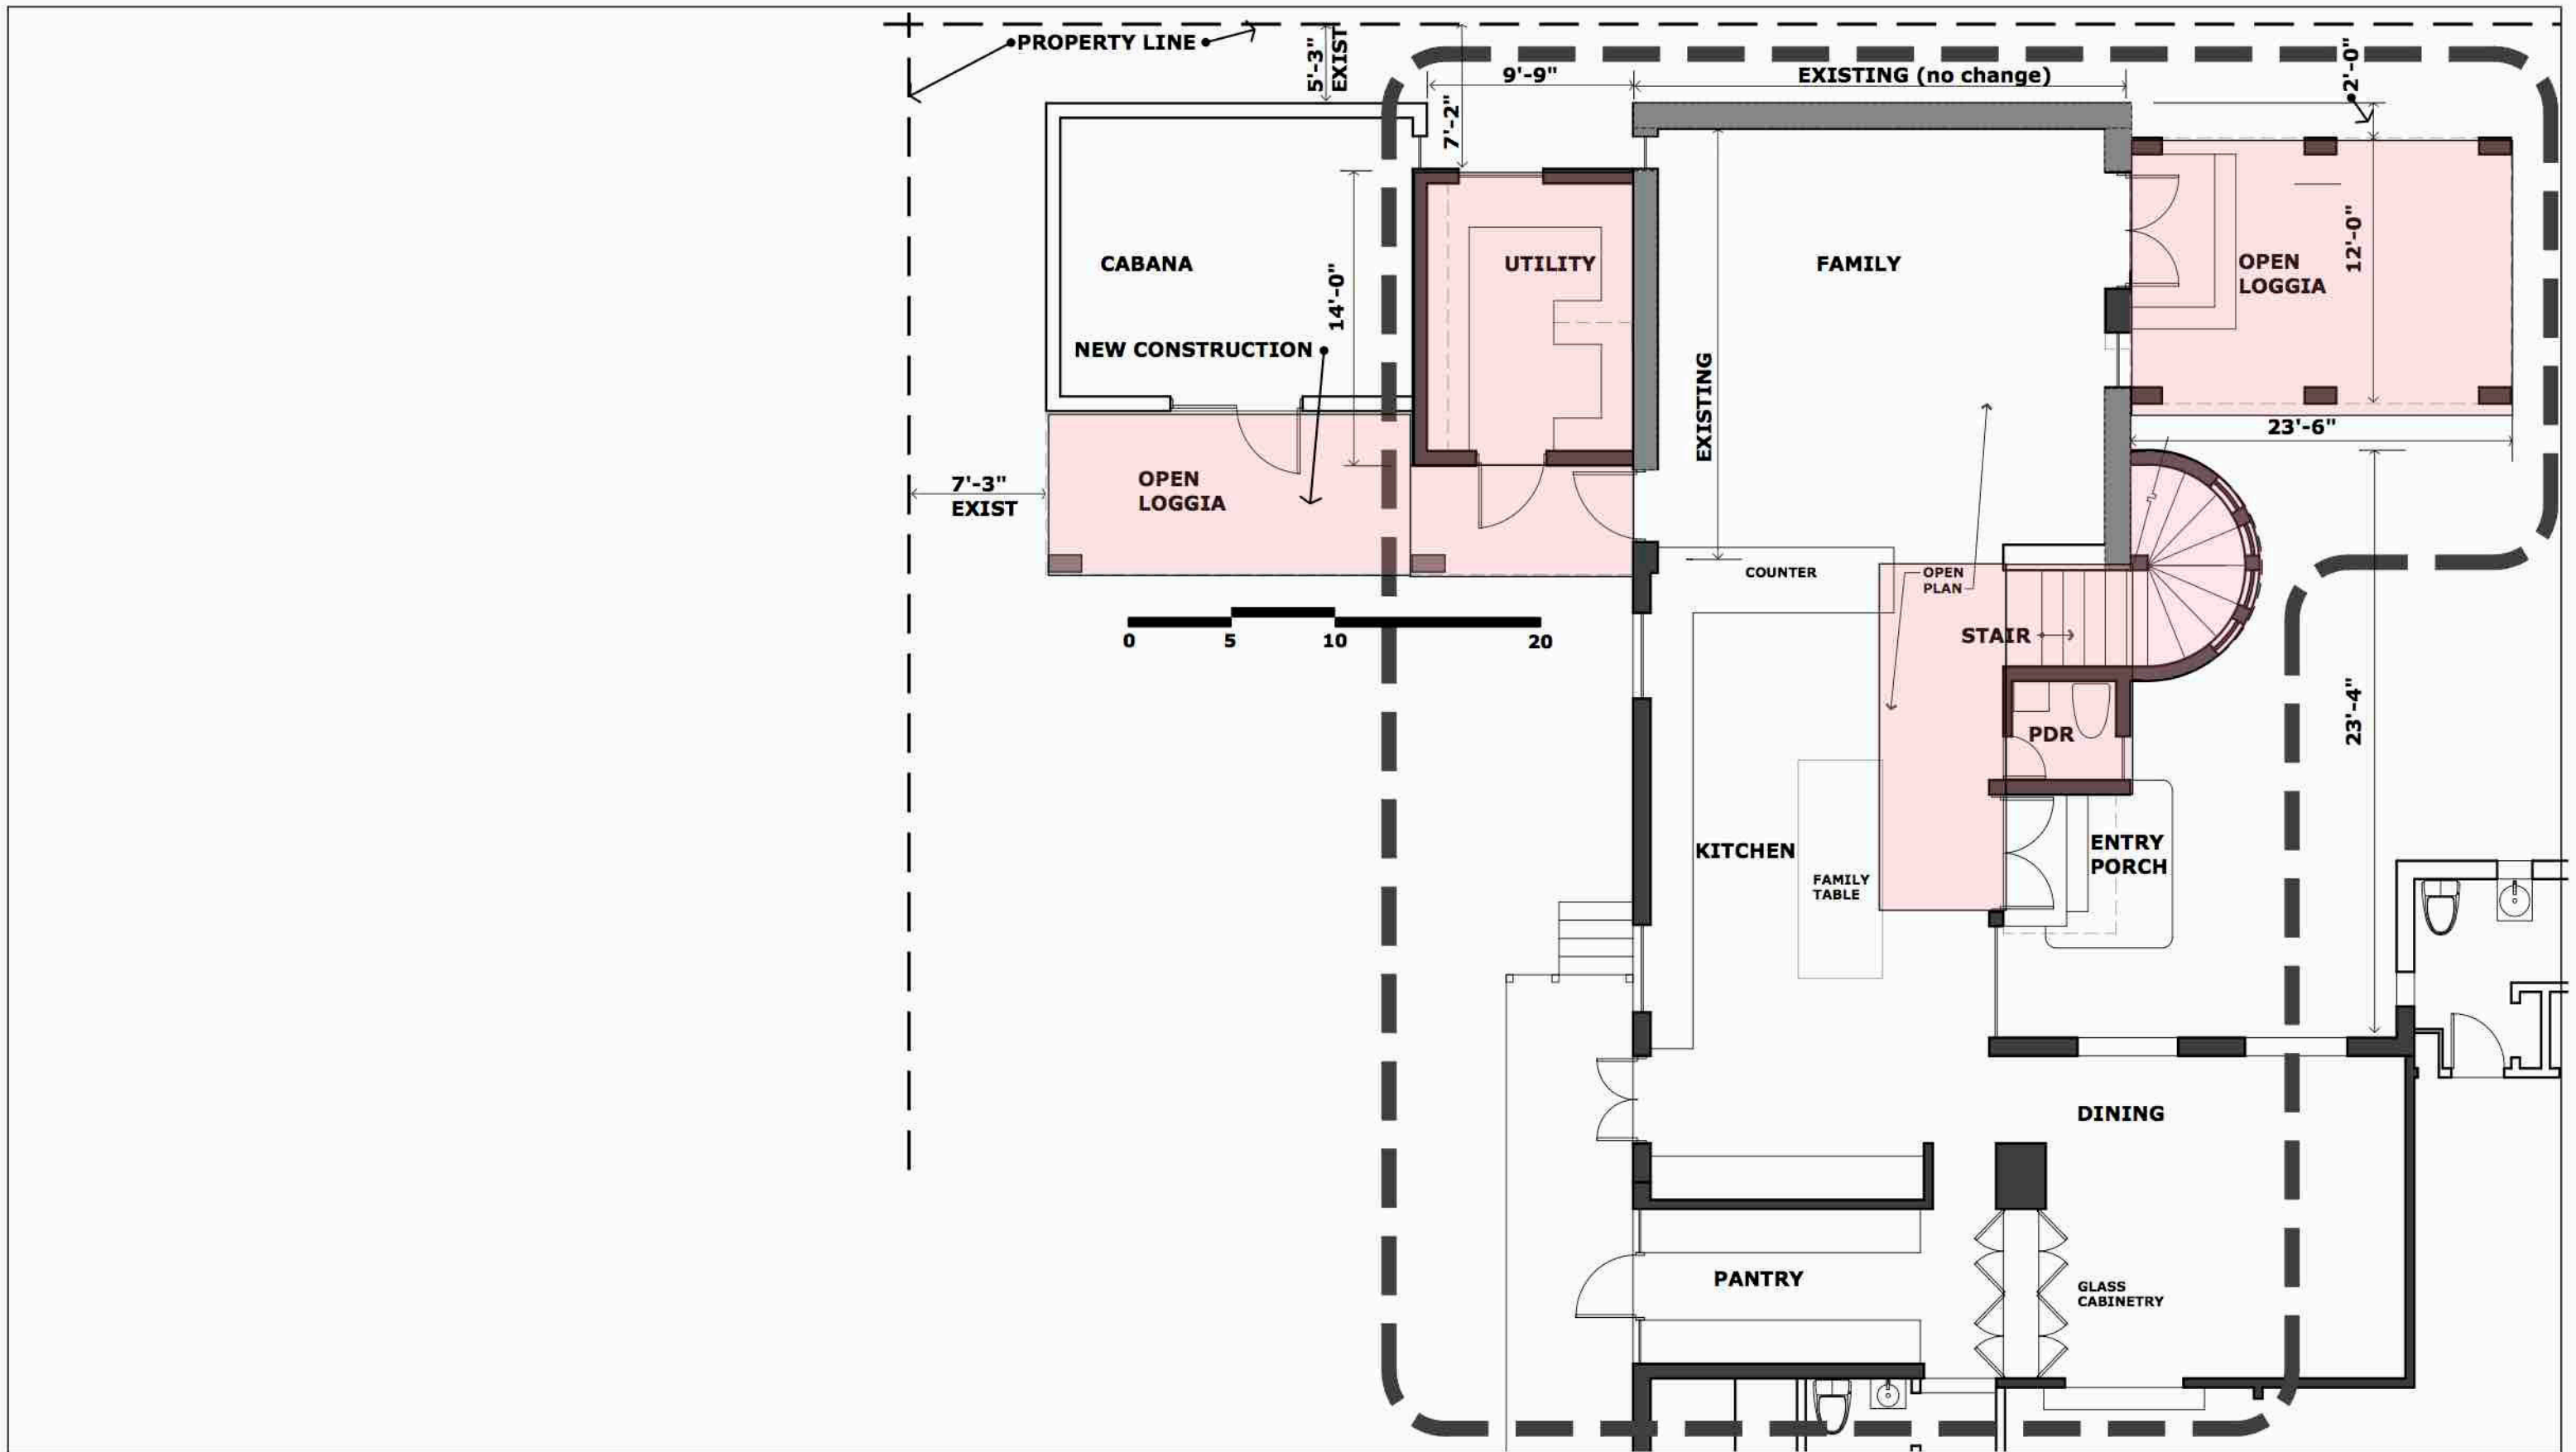 PROPERTY LINE
5'-3"
EXIST
9'-9"
EXISTING (no change)
2'-0"
7'-2"
CABANA
UTILITY
FAMILY
OPEN
LOGGIA
12'-0"
14'-0"
NEW CONSTRUCTION
EXISTING
23'-6"
7'-3"
EXIST
OPEN
LOGGIA
COUNTER
OPEN
PLAN
0 5 10 20
STAIR
23'-4"
PDR
KITCHEN
FAMILY
TABLE
ENTRY
PORCH
DINING
PANTRY
GLASS
CABINETRY